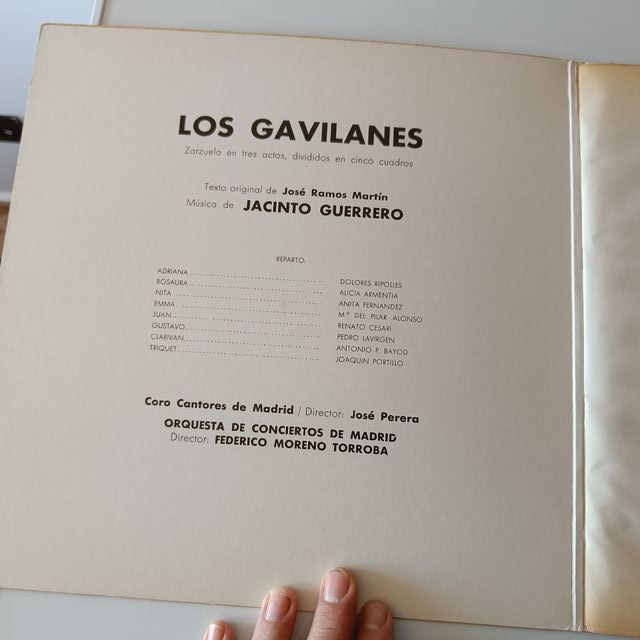 LOS GAVILANES
Zarzuela en tres actos, divididos en cinco cuadros
Texto original de José Ramos Martín
Música de JACINTO GUERRERO
REPARTO:
ADRIANA........................................ DOLORES RIPOLLES
ROSAURA........................................ ALICIA ARMENTIA
NITA........................................ ANITA FERNANDEZ
EMMA........................................ M.ª DEL PILAR ALONSO
JUAN........................................ RENATO CESARI
GUSTAVO........................................ PEDRO LAVIRGEN
CLARIVAN........................................ ANTONIO P. BAYOD
TRIQUET........................................ JOAQUIN PORTILLO
Coro Cantores de Madrid / Director: José Perera
ORQUESTA DE CONCIERTOS DE MADRID
Director: FEDERICO MORENO TORROBA